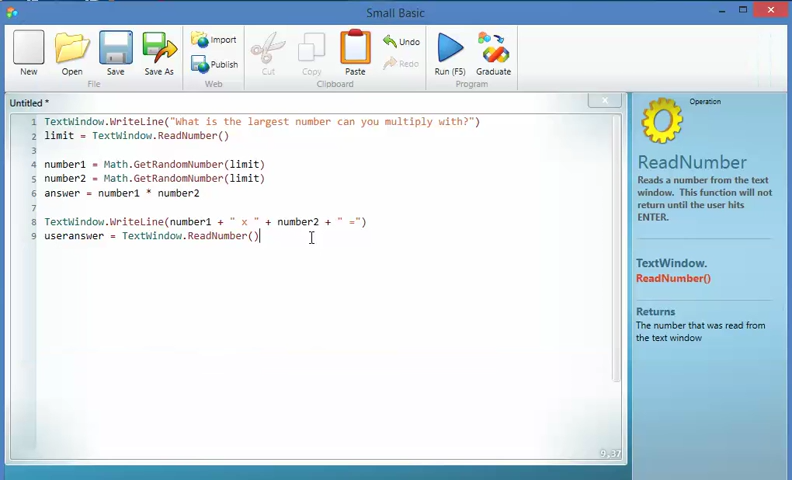 Small Basic
New
Open
Save
Save As
Import
Publish
Cut
Copy
Paste
Undo
Redo
Run (F5)
Graduate
File
Web
Clipboard
Program
Untitled *
1 TextWindow.WriteLine("What is the largest number can you multiply with?")
2 limit = TextWindow.ReadNumber()
3
4 number1 = Math.GetRandomNumber(limit)
5 number2 = Math.GetRandomNumber(limit)
6 answer = number1 * number2
7
8 TextWindow.WriteLine(number1 + " x " + number2 + " =")
9 useranswer = TextWindow.ReadNumber()
9,37
Operation
ReadNumber
Reads a number from the text
window. This function will not
return until the user hits
ENTER.
TextWindow.
ReadNumber()
Returns
The number that was read from
the text window